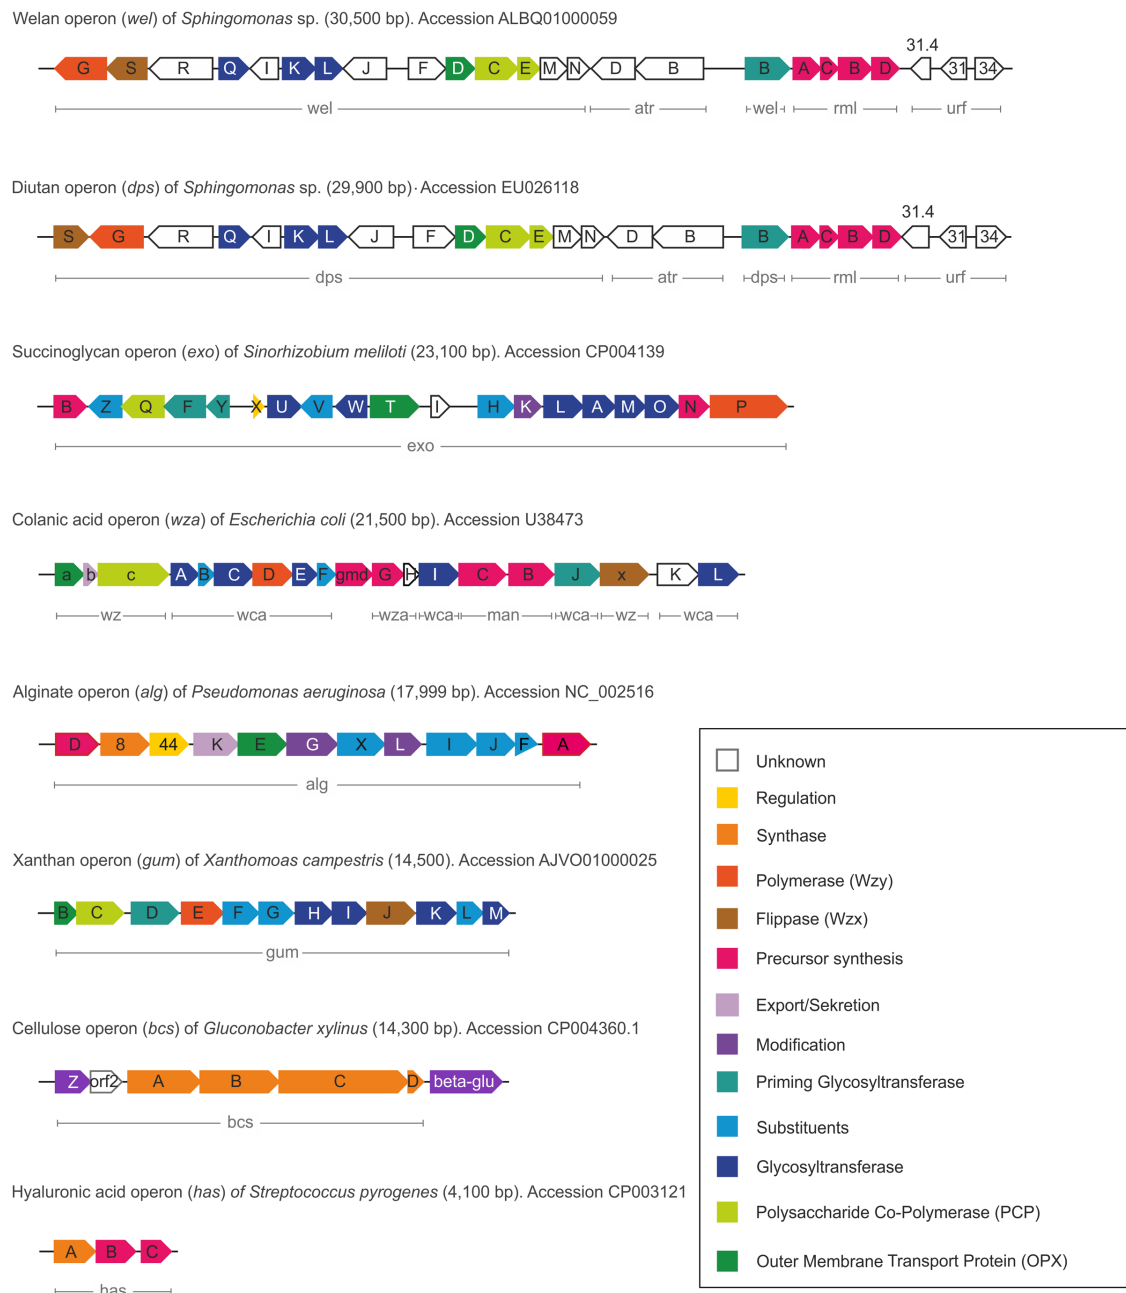 Welan operon (wel) of Sphingomonas sp. (30,500 bp). Accession ALBQ01000059
31.4
G S R Q I K L J F D C E M N D B B A C B D 31 34
wel atr wel rml urf
Diutan operon (dps) of Sphingomonas sp. (29,900 bp)· Accession EU026118
31.4
S G R Q I K L J F D C E M N D B B A C B D 31 34
dps atr dps rml urf
Succinoglycan operon (exo) of Sinorhizobium meliloti (23,100 bp). Accession CP004139
B Z Q F Y X U V W T I H K L A M O N P
exo
Colanic acid operon (wza) of Escherichia coli (21,500 bp). Accession U38473
a b c A B C D E F gmd G H I C B J x K L
wz wca wza wca man wca wz wca
Alginate operon (alg) of Pseudomonas aeruginosa (17,999 bp). Accession NC_002516
D 8 44 K E G X L I J F A
alg
Xanthan operon (gum) of Xanthomoas campestris (14,500). Accession AJVO01000025
B C D E F G H I J K L M
gum
Cellulose operon (bcs) of Gluconobacter xylinus (14,300 bp). Accession CP004360.1
Z orf2 A B C D beta-glu
bcs
Hyaluronic acid operon (has) of Streptococcus pyrogenes (4,100 bp). Accession CP003121
A B C
has
Unknown
Regulation
Synthase
Polymerase (Wzy)
Flippase (Wzx)
Precursor synthesis
Export/Sekretion
Modification
Priming Glycosyltransferase
Substituents
Glycosyltransferase
Polysaccharide Co-Polymerase (PCP)
Outer Membrane Transport Protein (OPX)